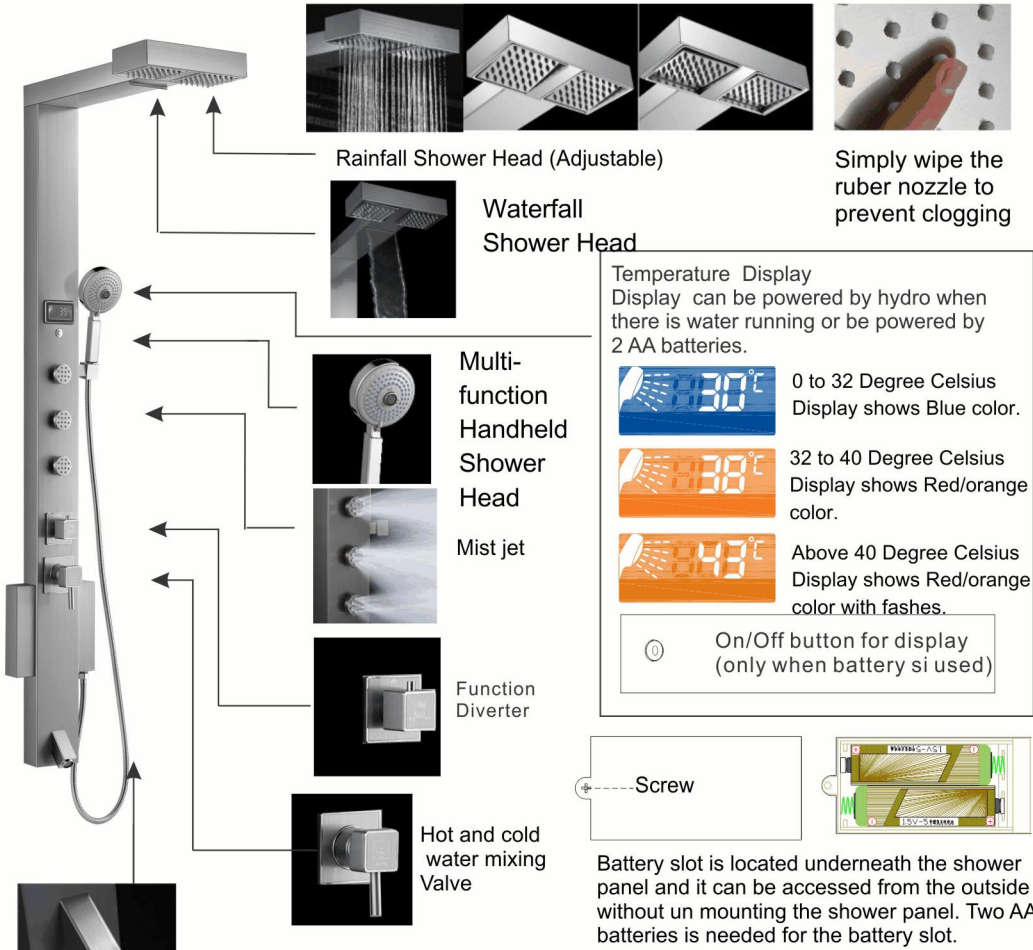 Rainfall Shower Head (Adjustable)
Simply wipe the
ruber nozzle to
prevent clogging
Waterfall
Shower Head
Temperature Display
Display can be powered by hydro when
there is water running or be powered by
2 AA batteries.
30°C
0 to 32 Degree Celsius
Display shows Blue color.
38°C
32 to 40 Degree Celsius
Display shows Red/orange
color.
43°C
Above 40 Degree Celsius
Display shows Red/orange
color with fashes.
On/Off button for display
(only when battery si used)
Multi-
function
Handheld
Shower
Head
Mist jet
Function
Diverter
Hot and cold
water mixing
Valve
Screw
Battery slot is located underneath the shower
panel and it can be accessed from the outside
without un mounting the shower panel. Two AA
batteries is needed for the battery slot.